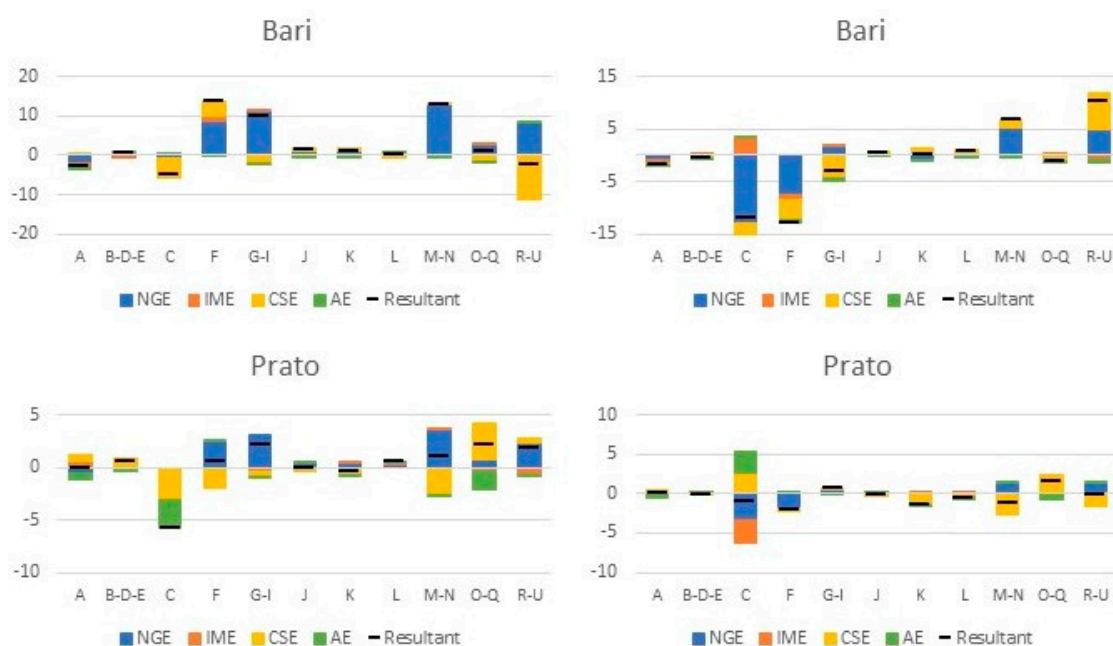 Bari
20
10
0
-10
-20
A B-D-E C F G-I J K L M-N O-Q R-U
NGE IME CSE AE Resultant
Bari
15
5
-5
-15
A B-D-E C F G-I J K L M-N O-Q R-U
NGE IME CSE AE Resultant
Prato
5
0
-5
-10
A B-D-E C F G-I J K L M-N O-Q R-U
NGE IME CSE AE Resultant
Prato
10
5
0
-5
-10
A B-D-E C F G-I J K L M-N O-Q R-U
NGE IME CSE AE Resultant